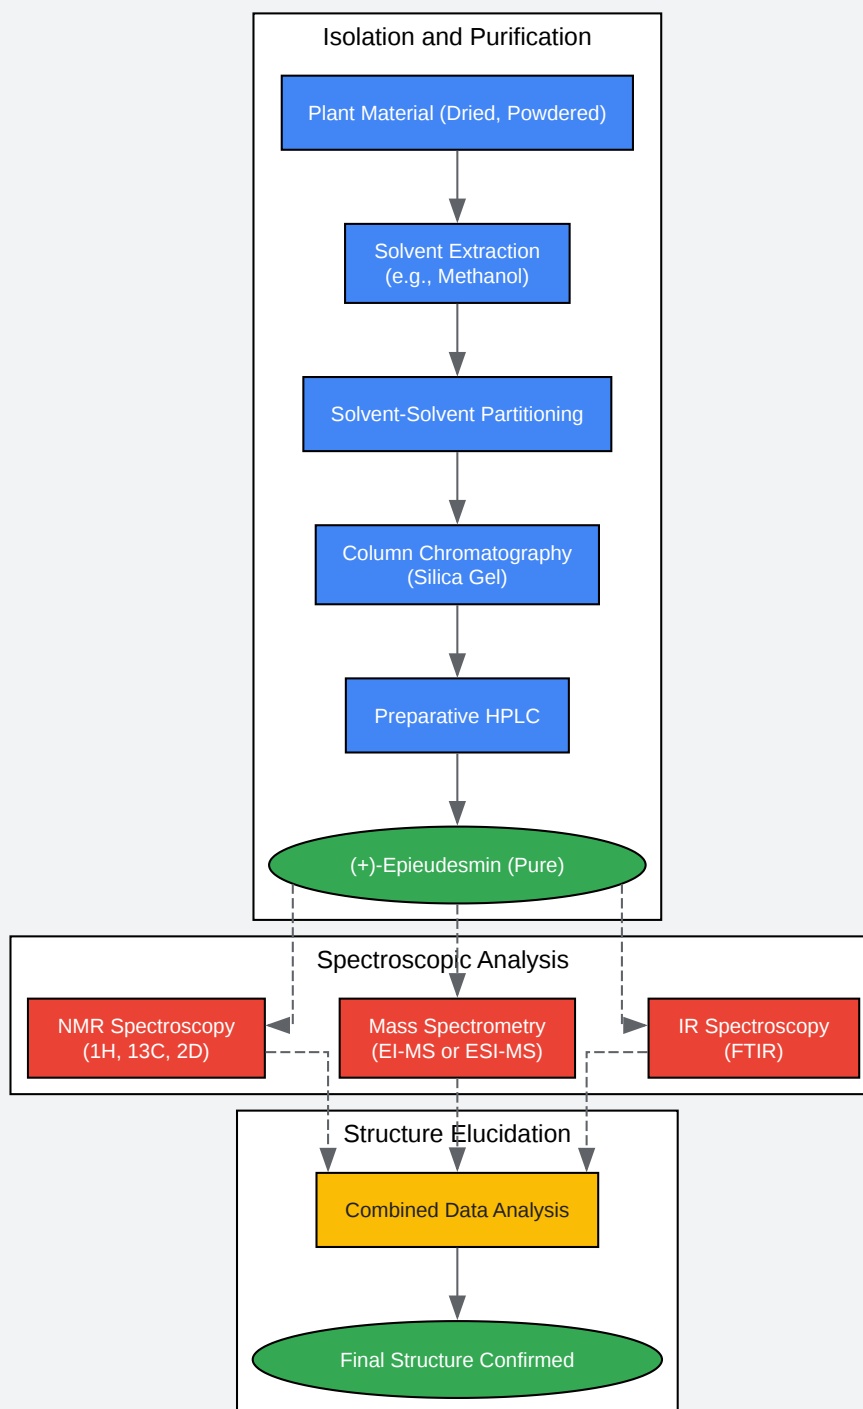 Isolation and Purification
Plant Material (Dried, Powdered)
Solvent Extraction
(e.g., Methanol)
Solvent-Solvent Partitioning
Column Chromatography
(Silica Gel)
Preparative HPLC
(+)-Epieudesmin (Pure)
Spectroscopic Analysis
NMR Spectroscopy
(1H, 13C, 2D)
Mass Spectrometry
(EI-MS or ESI-MS)
IR Spectroscopy
(FTIR)
Structure Elucidation
Combined Data Analysis
Final Structure Confirmed